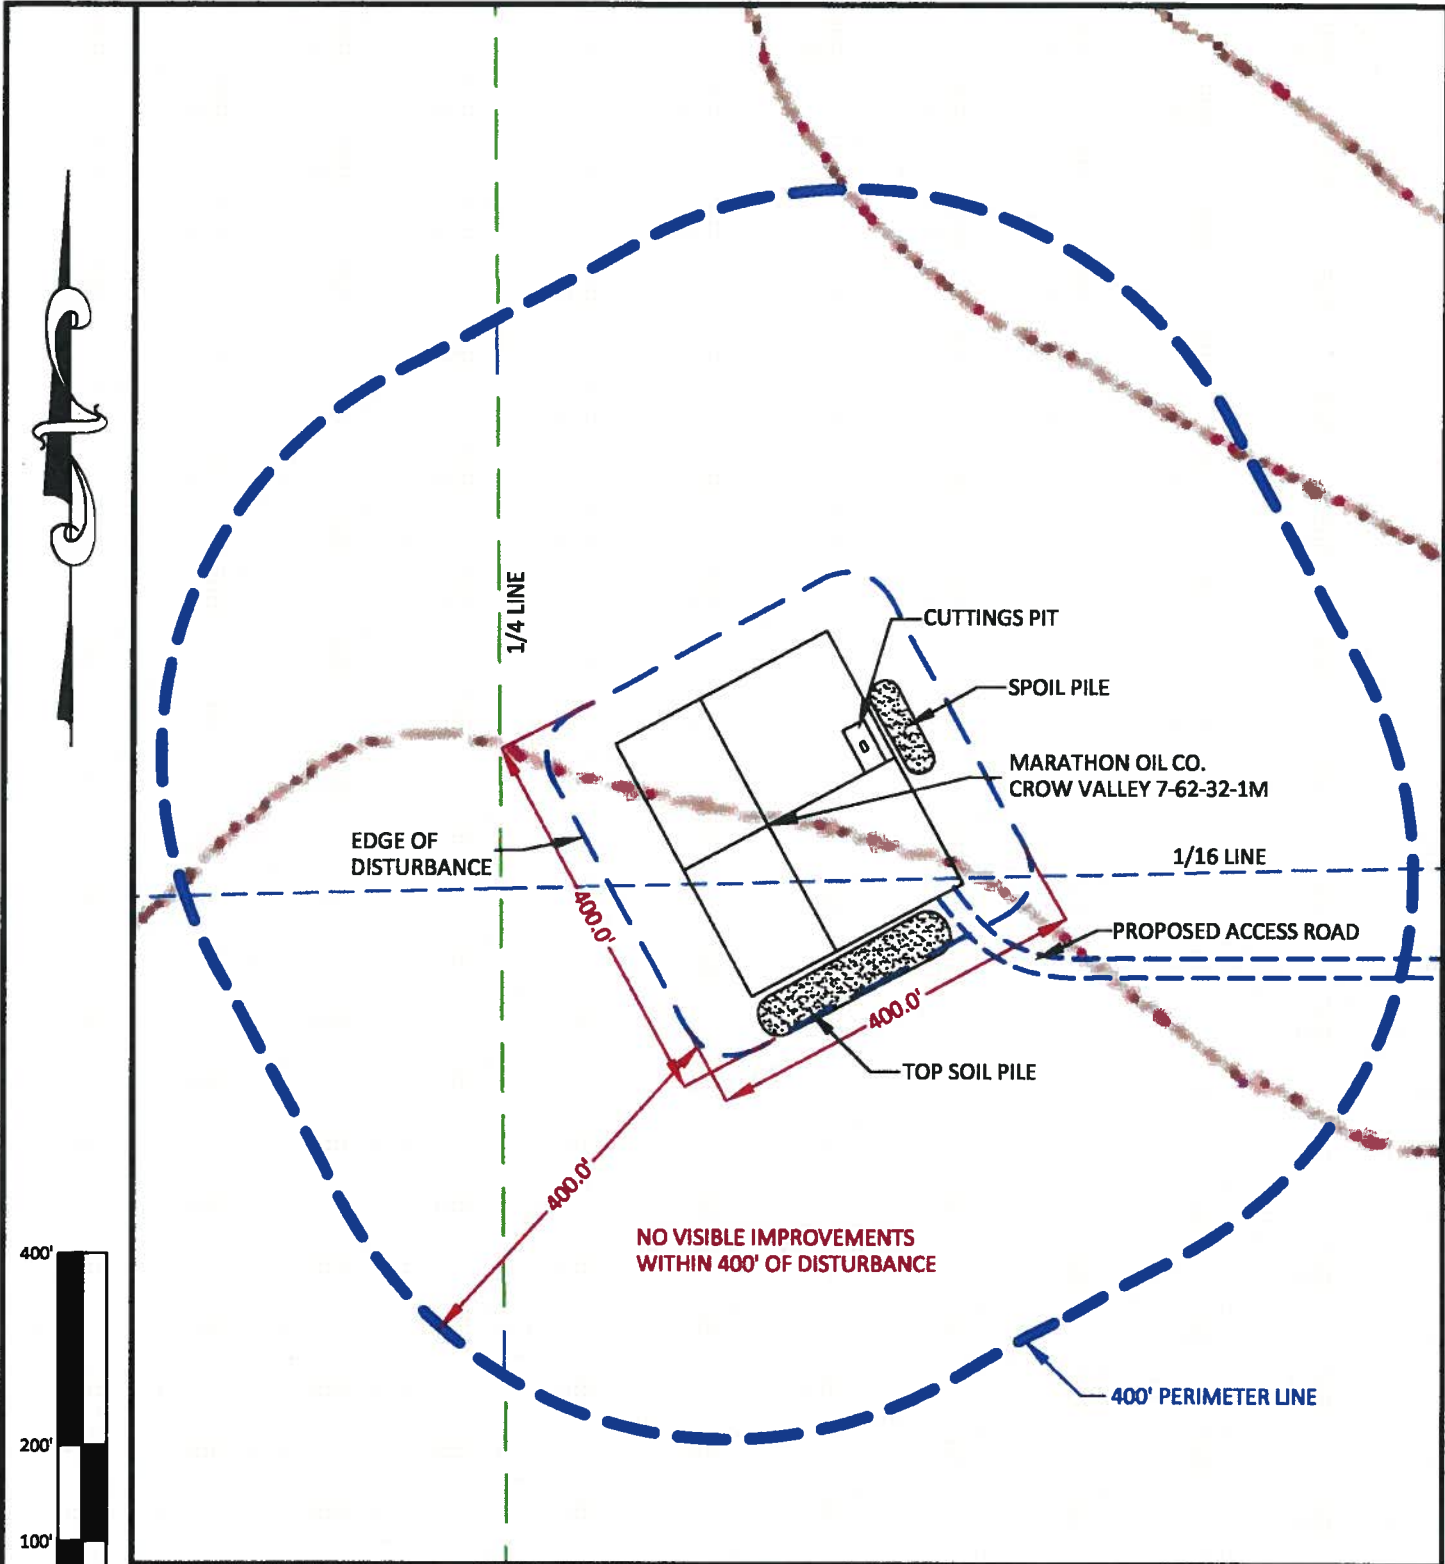 1/4 LINE
CUTTINGS PIT
SPOIL PILE
MARATHON OIL CO.
CROW VALLEY 7-62-32-1M
EDGE OF
DISTURBANCE
1/16 LINE
400.0'
PROPOSED ACCESS ROAD
400.0'
TOP SOIL PILE
400.0'
NO VISIBLE IMPROVEMENTS
WITHIN 400' OF DISTURBANCE
400' PERIMETER LINE
400'
200'
100'